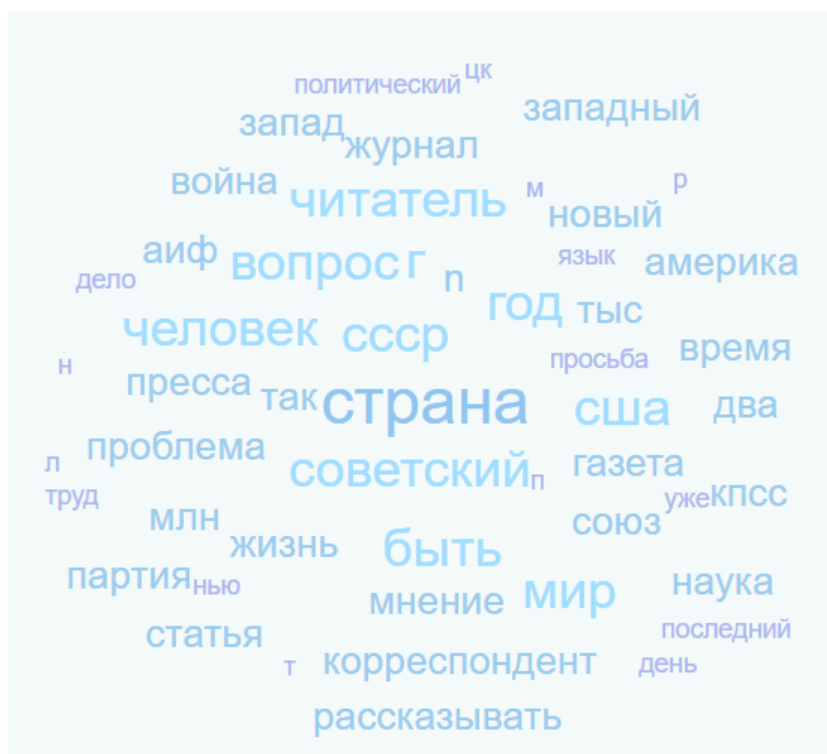 политический цк
запад западный
журнал
война читатель м р
новый
аиф вопрос г язык америка
дело n
год тыс
человек ссср время
н просьба
пресса так страна сша два
проблема советский газета
л п
труд уже кпсс
млн союз
жизнь быть
партия нью мнение мир наука
статья последний
т корреспондент день
рассказывать